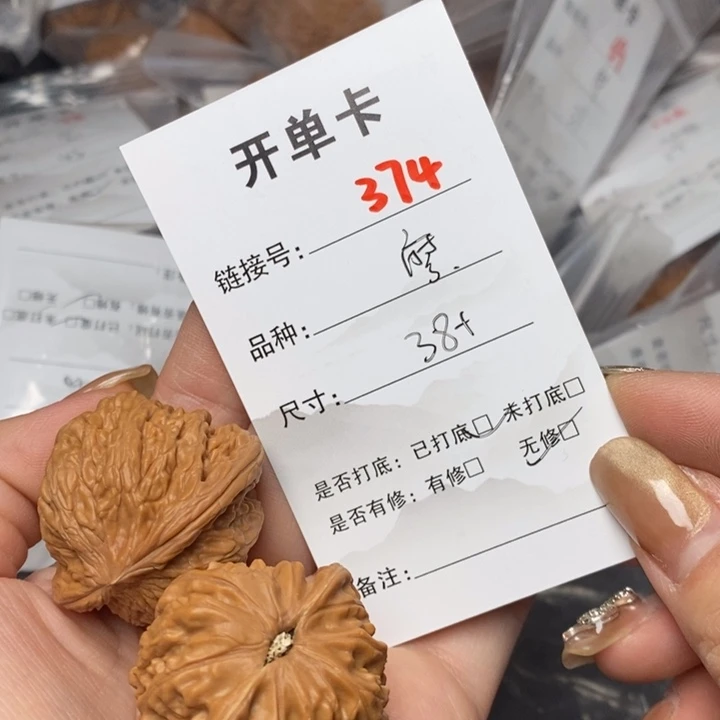 开单卡
链接号: 374
品种:
尺寸: 38+
是否打底: 已打底☑ 未打底□
是否有修: 有修□ 无修☑
备注: